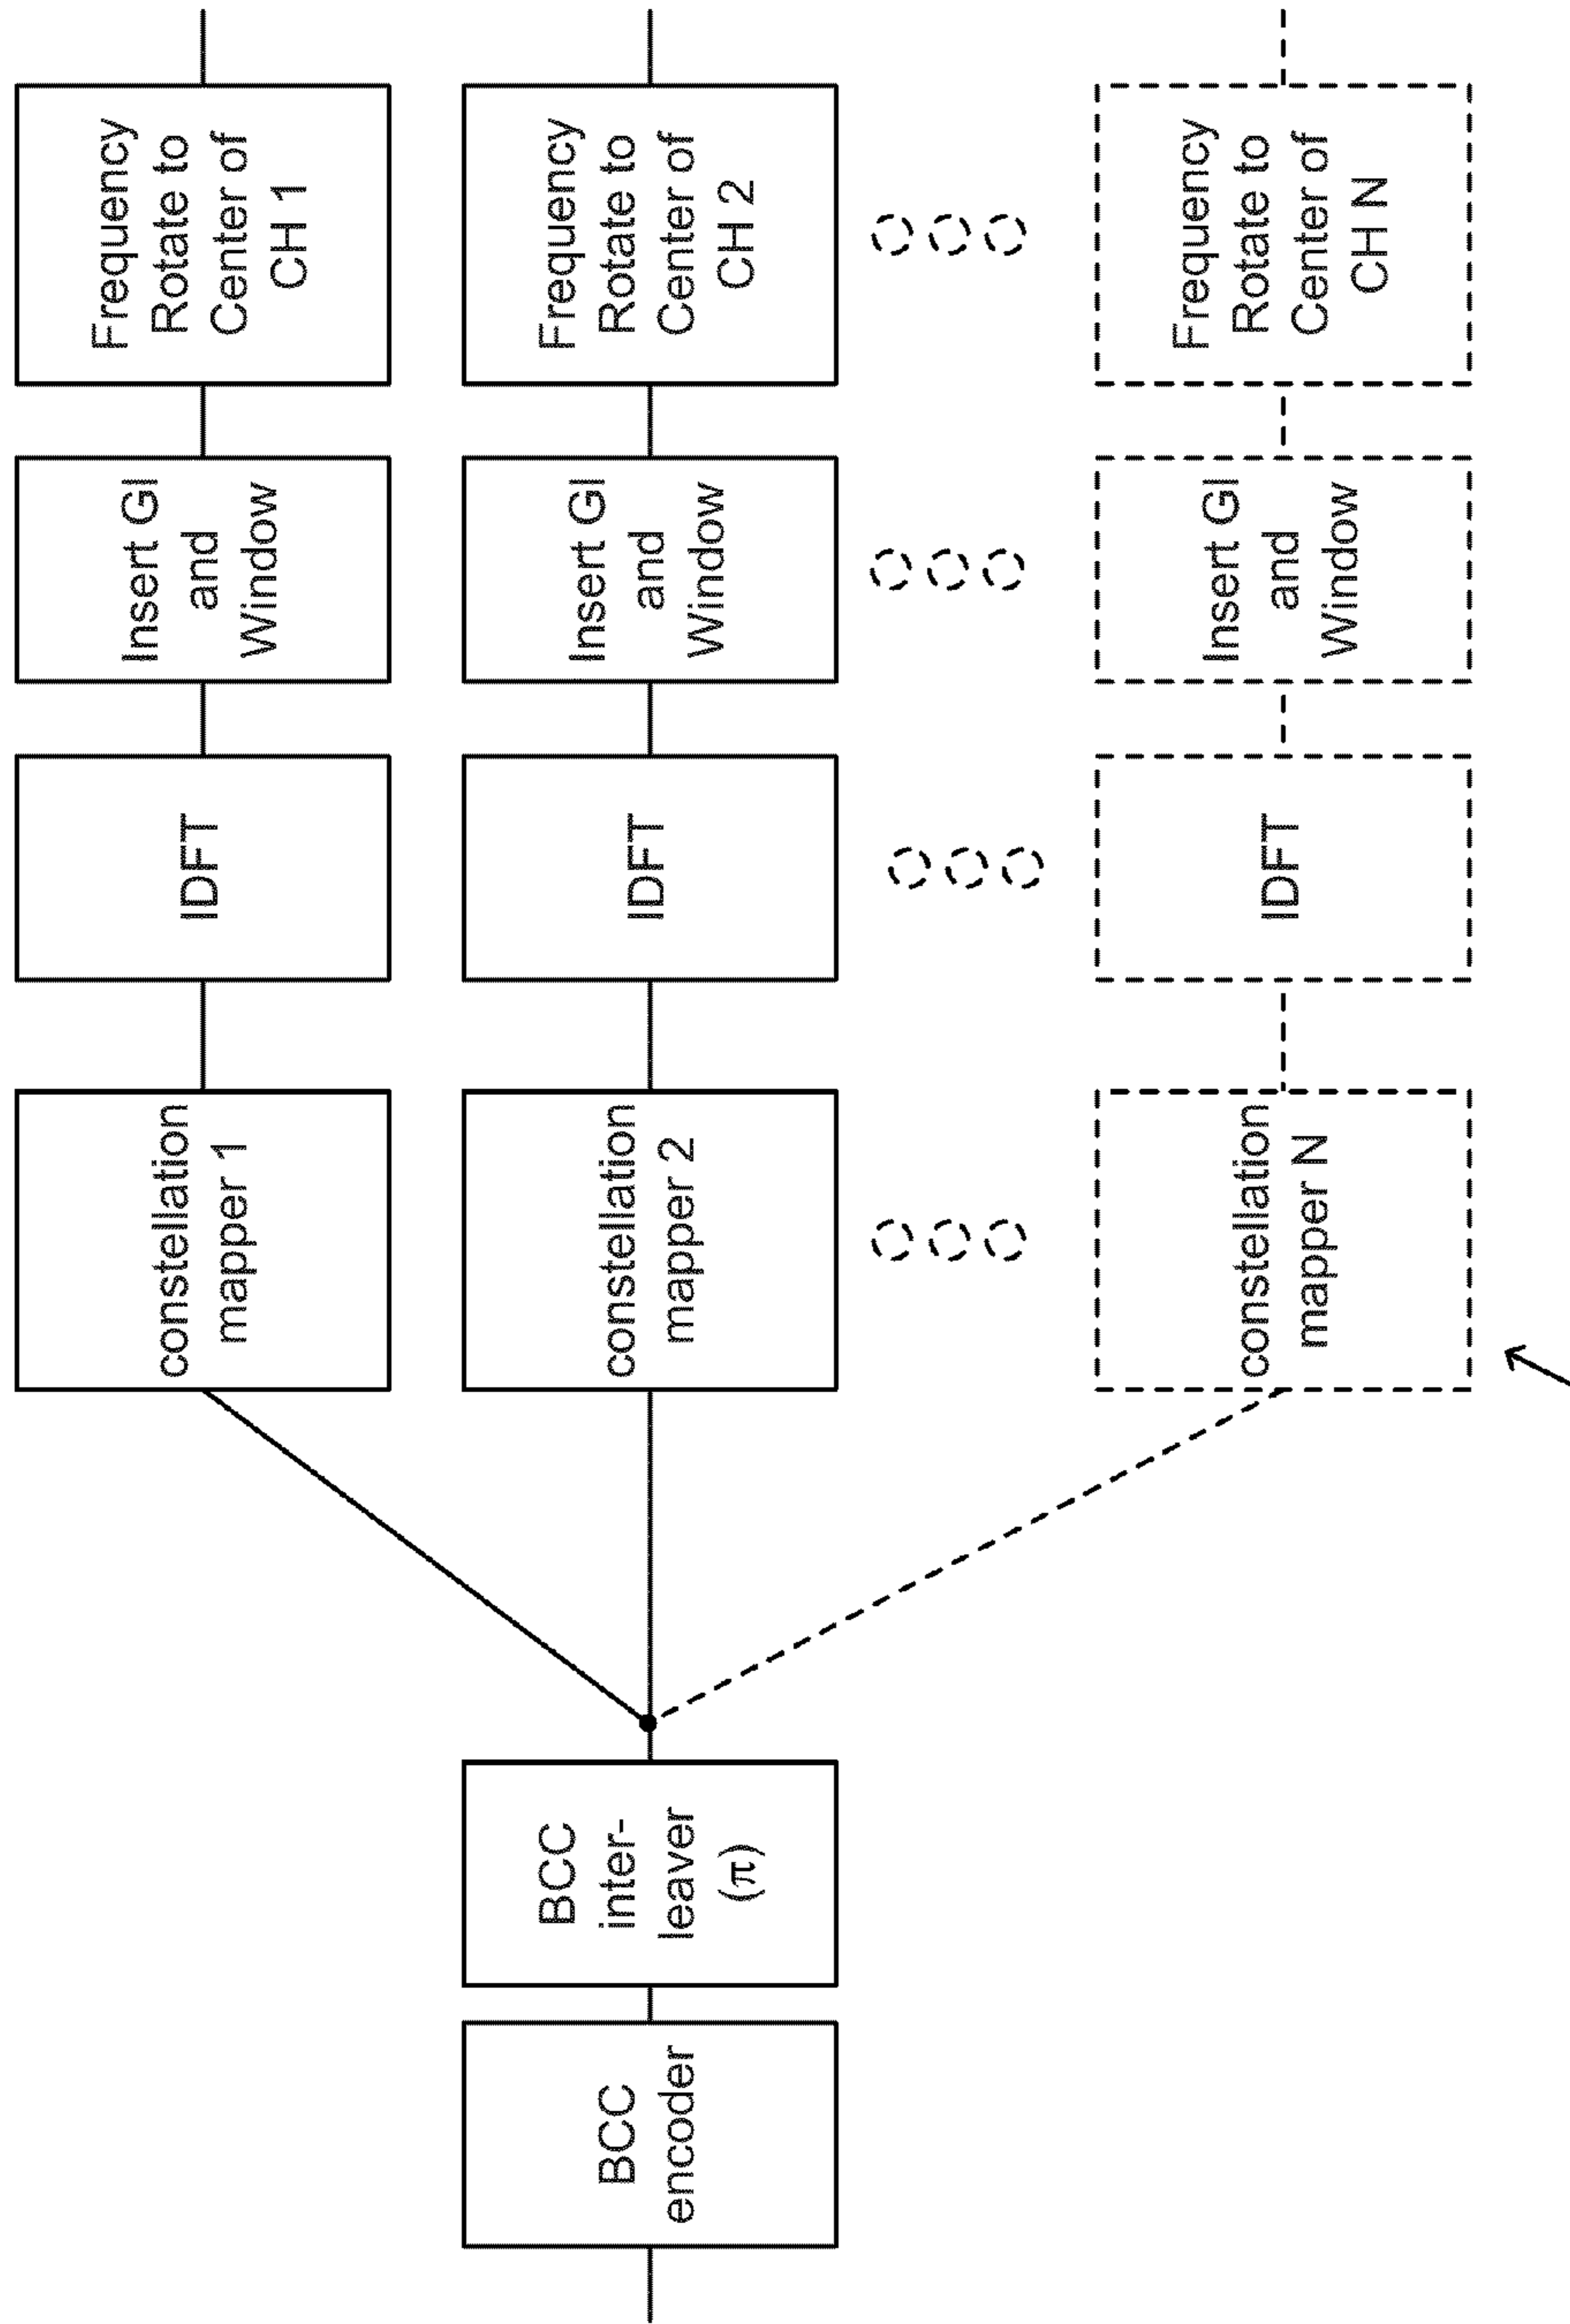 BCC
encoder
BCC
inter-
leaver
(π)
constellation
mapper 1
IDFT
Insert GI
and
Window
Frequency
Rotate to
Center of
CH 1
constellation
mapper 2
IDFT
Insert GI
and
Window
Frequency
Rotate to
Center of
CH 2
constellation
mapper N
IDFT
Insert GI
and
Window
Frequency
Rotate to
Center of
CH N